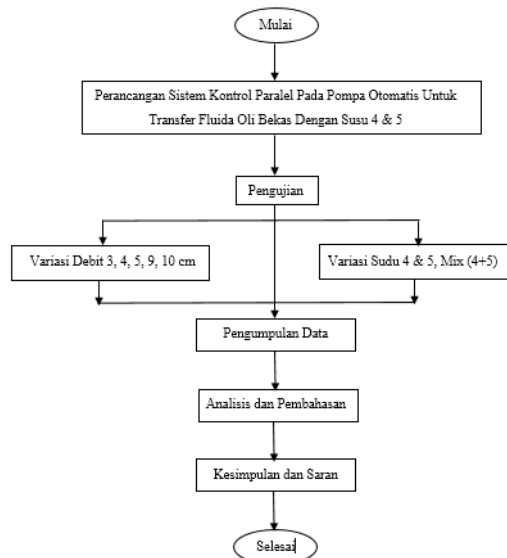 Mulai
Perancangan Sistem Kontrol Paralel Pada Pompa Otomatis Untuk
Transfer Fluida Oli Bekas Dengan Susu 4 & 5
Pengujian
Variasi Debit 3, 4, 5, 9, 10 cm
Variasi Sudu 4 & 5, Mix (4+5)
Pengumpulan Data
Analisis dan Pembahasan
Kesimpulan dan Saran
Selesai